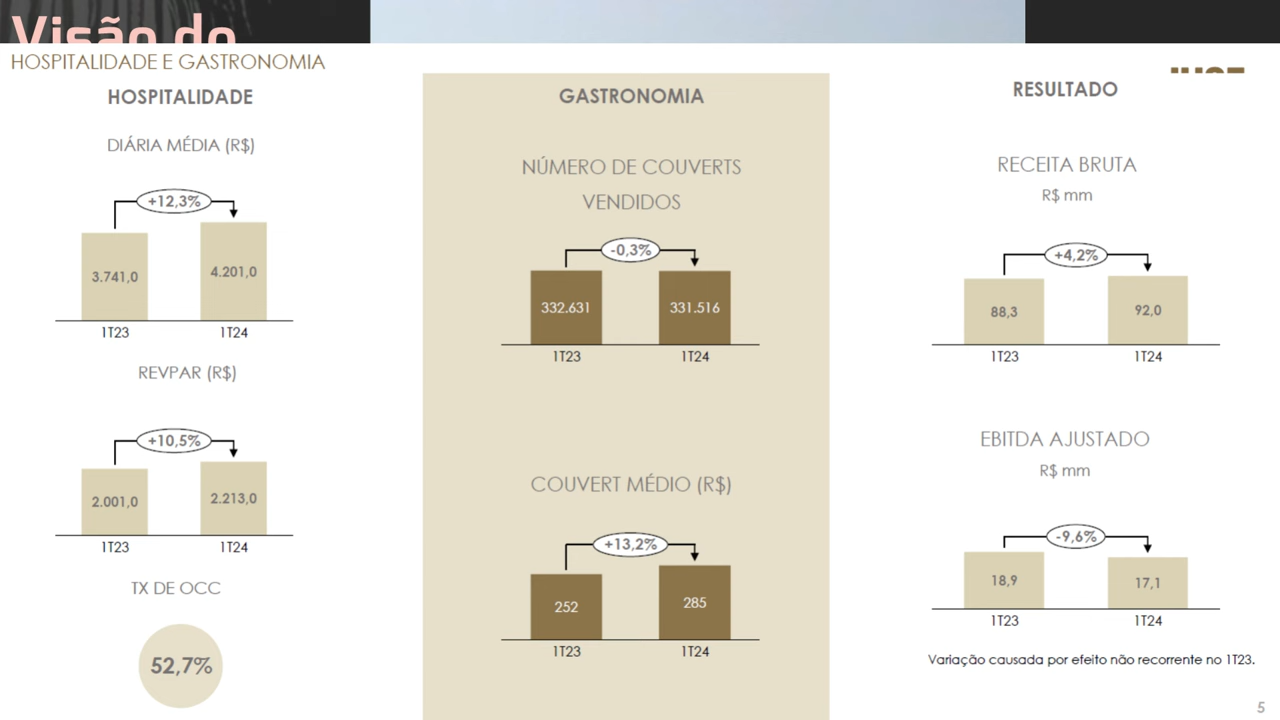 Visão do
HOSPITALIDADE E GASTRONOMIA
HOSPITALIDADE
DIÁRIA MÉDIA (R$)
+12,3%
3.741,0
4.201,0
1T23
1T24
REVPAR (R$)
+10,5%
2.001,0
2.213,0
1T23
1T24
TX DE OCC
52,7%
GASTRONOMIA
NÚMERO DE COUVERTS
VENDIDOS
-0,3%
332.631
331.516
1T23
1T24
COUVERT MÉDIO (R$)
+13,2%
252
285
1T23
1T24
RESULTADO
RECEITA BRUTA
R$ mm
+4,2%
88,3
92,0
1T23
1T24
EBITDA AJUSTADO
R$ mm
-9,6%
18,9
17,1
1T23
1T24
Variação causada por efeito não recorrente no 1T23.
5